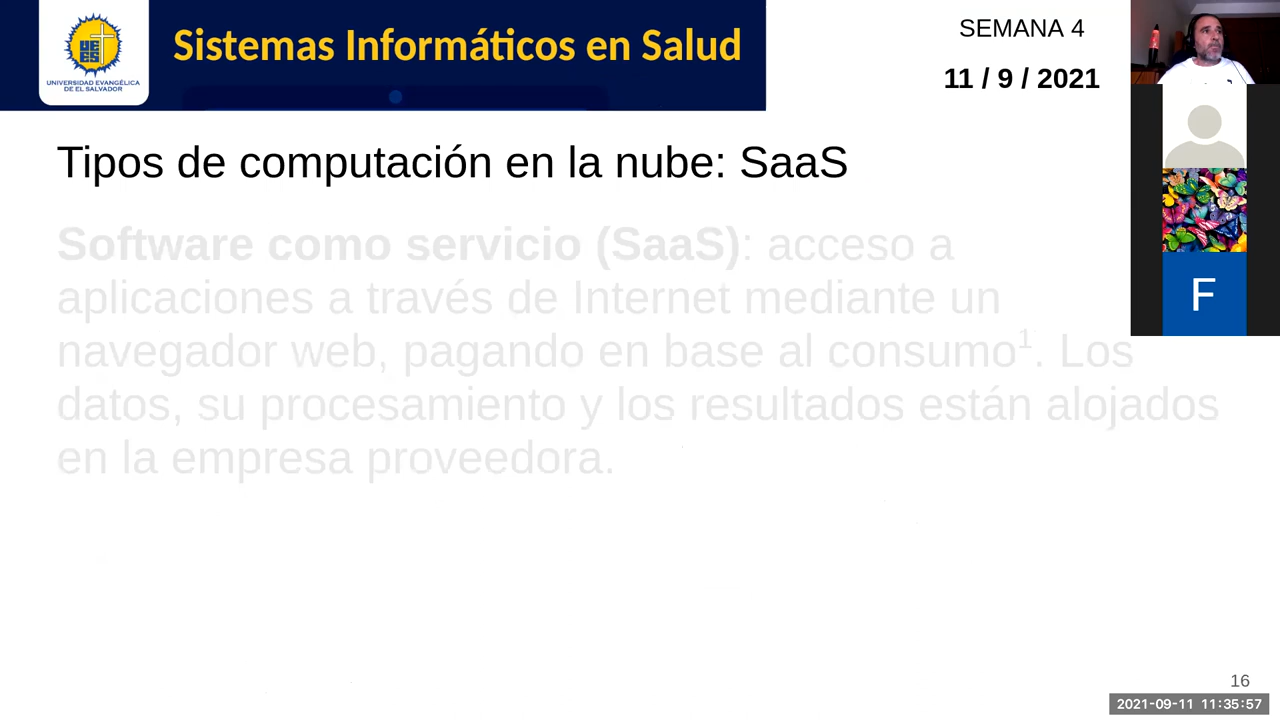 Sistemas Informáticos en Salud
UEES
UNIVERSIDAD EVANGÉLICA
DE EL SALVADOR
SEMANA 4
11 / 9 / 2021
Tipos de computación en la nube: SaaS
Software como servicio (SaaS): acceso a
aplicaciones a través de Internet mediante un
navegador web, pagando en base al consumo1. Los
datos, su procesamiento y los resultados están alojados
en la empresa proveedora.
F
16
2021-09-11 11:35:57